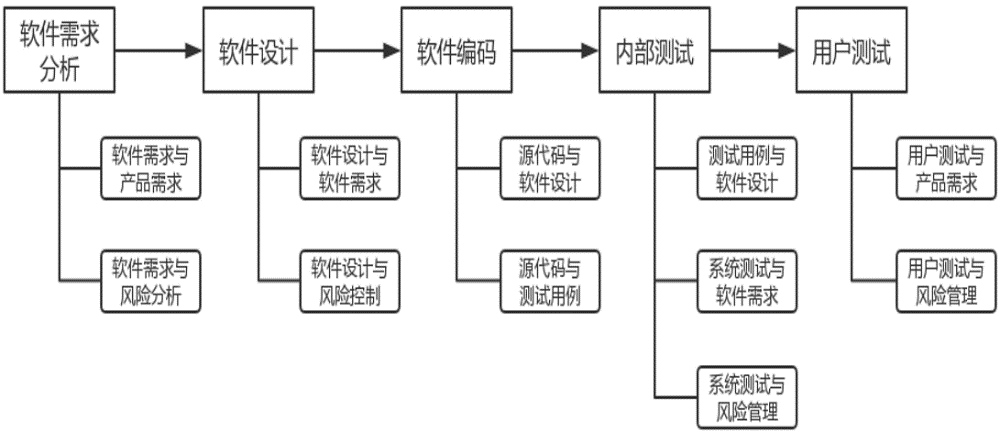 软件需求
分析
软件设计
软件编码
内部测试
用户测试
软件需求与
产品需求
软件设计与
软件需求
源代码与
软件设计
测试用例与
软件设计
用户测试与
产品需求
软件需求与
风险分析
软件设计与
风险控制
源代码与
测试用例
系统测试与
软件需求
用户测试与
风险管理
系统测试与
风险管理